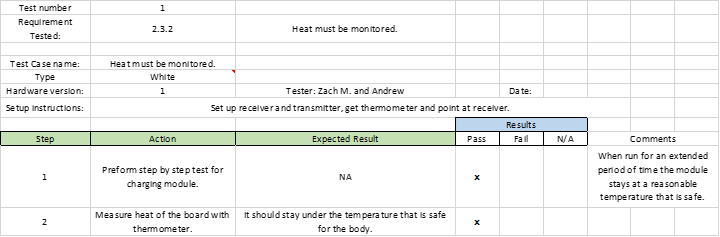 Test number 1
Requirement Tested: 2.3.2 Heat must be monitored.
Test Case name: Heat must be monitored.
Type White
Hardware version: 1 Tester: Zach M. and Andrew Date:
Setup Instructions: Set up receiver and transmitter, get thermometer and point at receiver.
Results
Step Action Expected Result Pass Fail N/A Comments
1 Preform step by step test for charging module. NA x When run for an extended period of time the module stays at a reasonable temperature that is safe.
2 Measure heat of the board with thermometer. It should stay under the temperature that is safe for the body. x